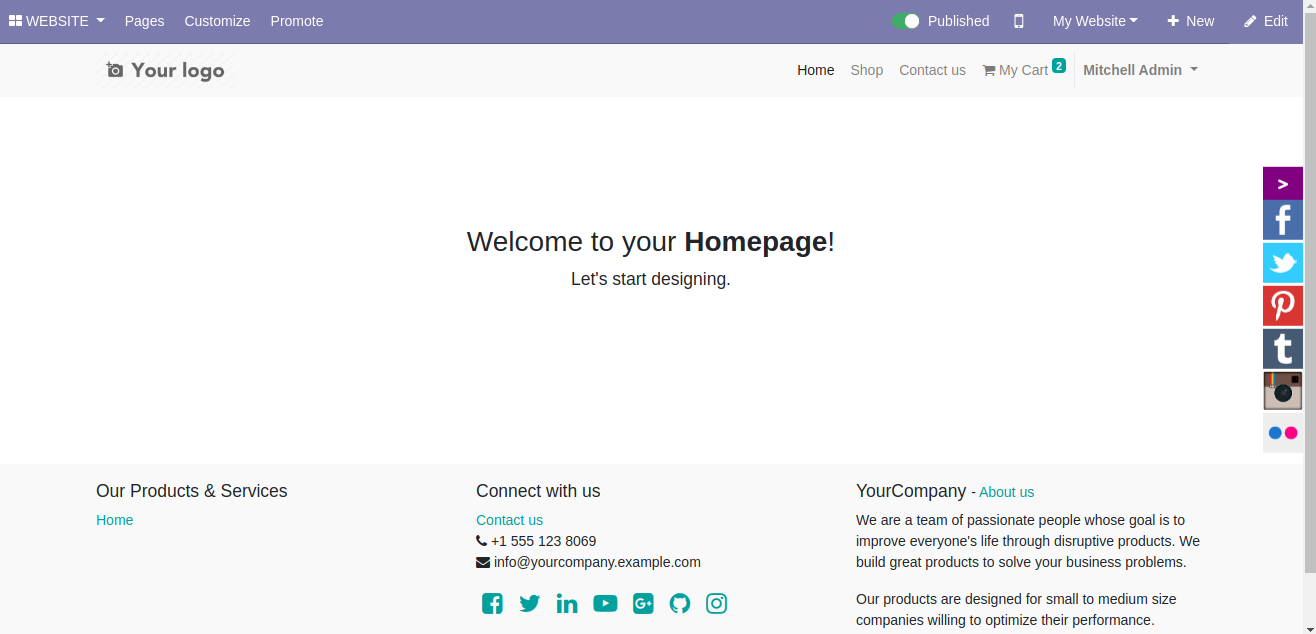 WEBSITE Pages Customize Promote Published My Website New Edit
Your logo Home Shop Contact us My Cart 2 Mitchell Admin
>
Welcome to your Homepage!
Let's start designing.
Our Products & Services
Home
Connect with us
Contact us
+1 555 123 8069
info@yourcompany.example.com
YourCompany - About us
We are a team of passionate people whose goal is to
improve everyone's life through disruptive products. We
build great products to solve your business problems.
Our products are designed for small to medium size
companies willing to optimize their performance.